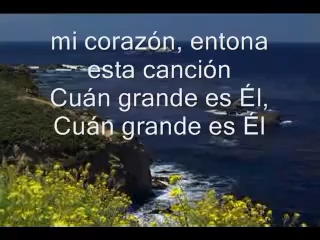 mi corazón, entona
esta canción
Cuán grande es Él,
Cuán grande es Él